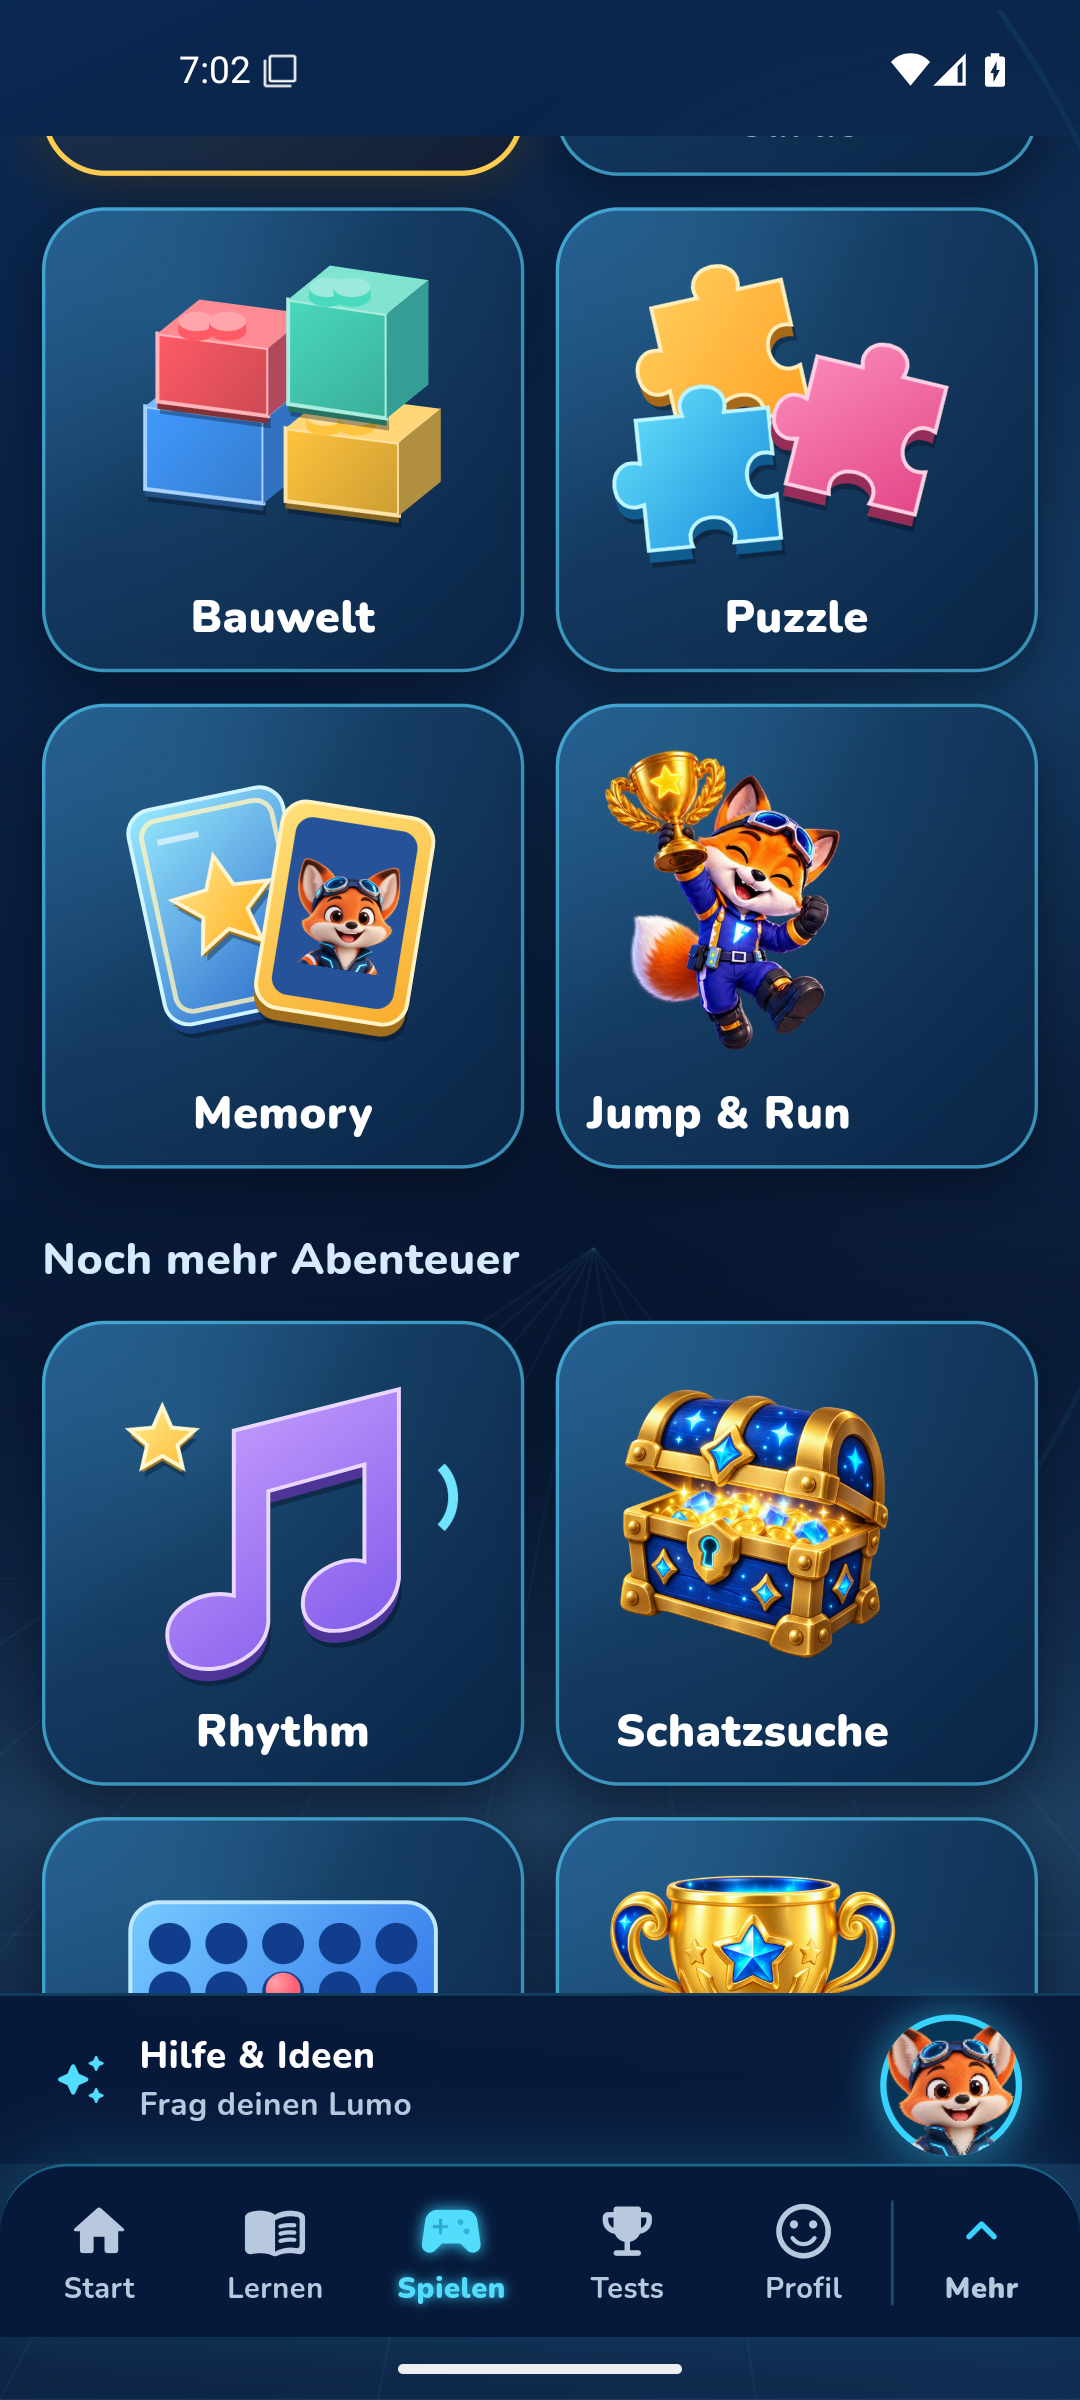 7:02
Bauwelt
Puzzle
Memory
Jump & Run
Noch mehr Abenteuer
Rhythm
Schatzsuche
Hilfe & Ideen
Frag deinen Lumo
Start
Lernen
Spielen
Tests
Profil
Mehr